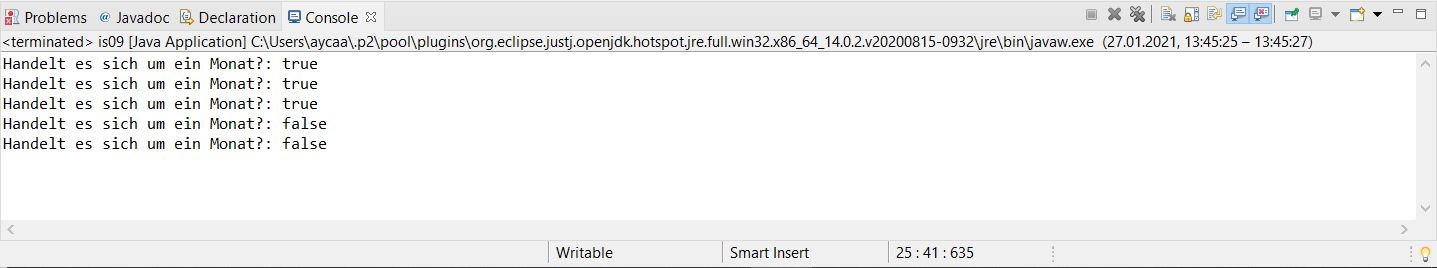 Problems @ Javadoc Declaration Console
<terminated> is09 [Java Application] C:\Users\aycaa\.p2\pool\plugins\org.eclipse.justj.openjdk.hotspot.jre.full.win32.x86_64_14.0.2.v20200815-0932\jre\bin\javaw.exe (27.01.2021, 13:45:25 – 13:45:27)
Handelt es sich um ein Monat?: true
Handelt es sich um ein Monat?: true
Handelt es sich um ein Monat?: true
Handelt es sich um ein Monat?: false
Handelt es sich um ein Monat?: false
Writable Smart Insert 25 : 41 : 635